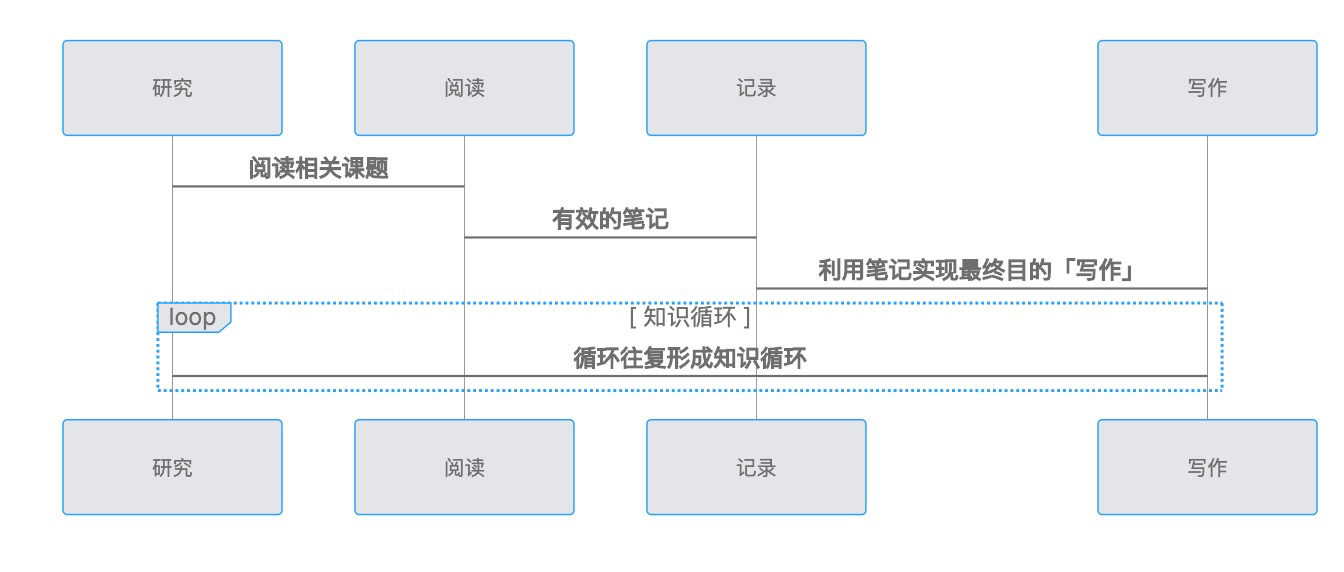 研究
阅读
记录
写作
阅读相关课题
有效的笔记
利用笔记实现最终目的「写作」
loop
[ 知识循环 ]
循环往复形成知识循环
研究
阅读
记录
写作